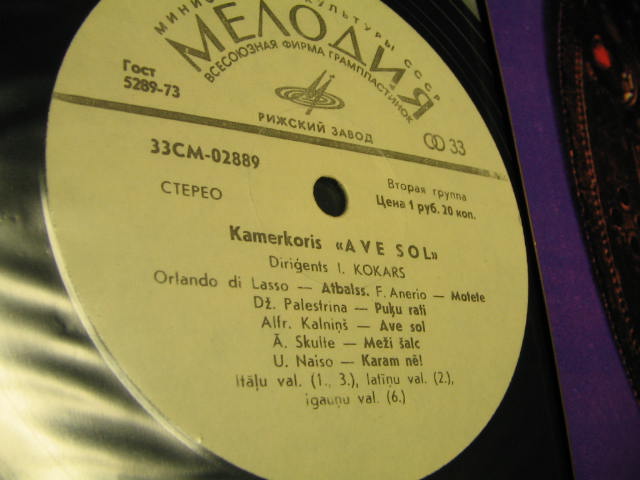 КУЛЬТУРЫ СССР
МЕЛОДИЯ
ВСЕСОЮЗНАЯ ФИРМА ГРАМПЛАСТИНОК
Гост
5289-73
РИЖСКИЙ ЗАВОД
33
33СМ-02889
СТЕРЕО
Вторая группа
Цена 1 руб. 20 коп.
Kamerkoris «AVE SOL»
Diriģents I. KOKARS
Orlando di Lasso — Atbalss. F. Anerio — Motete
Dž. Palestrina — Puķu rati
Alfr. Kalniņš — Ave sol
Ā. Skulte — Meži šalc
U. Naiso — Karam nē!
Itāļu val. (1., 3.), latīņu val. (2.),
igauņu val. (6.)